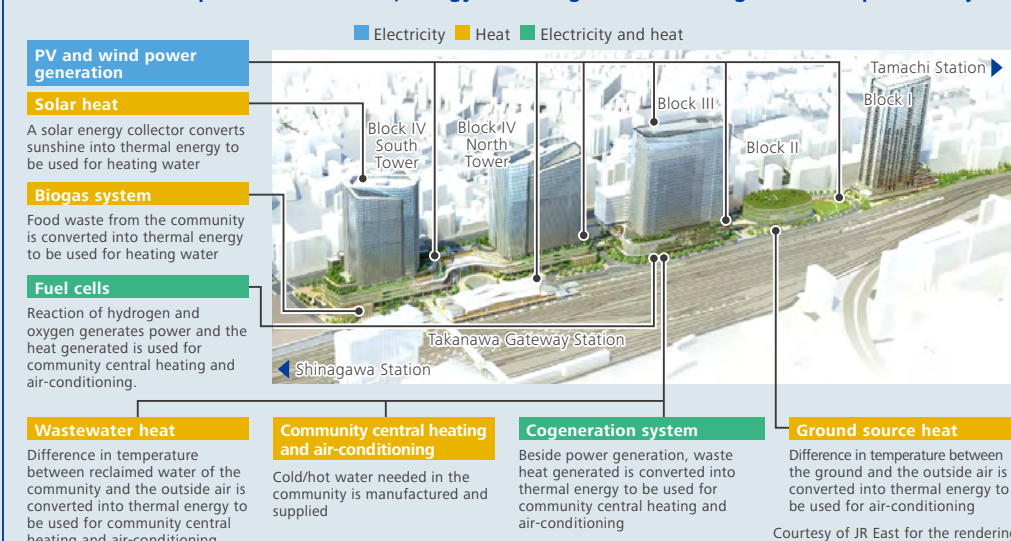 Electricity Heat Electricity and heat
PV and wind power
generation
Solar heat
A solar energy collector converts
sunshine into thermal energy to
be used for heating water
Biogas system
Food waste from the community
is converted into thermal energy
to be used for heating water
Fuel cells
Reaction of hydrogen and
oxygen generates power and the
heat generated is used for
community central heating and
air-conditioning.
Tamachi Station
Block I
Block III
Block II
Block IV
South
Tower
Block IV
North
Tower
Takanawa Gateway Station
Shinagawa Station
Wastewater heat
Difference in temperature
between reclaimed water of the
community and the outside air is
converted into thermal energy to
be used for community central
heating and air-conditioning
Community central heating
and air-conditioning
Cold/hot water needed in the
community is manufactured and
supplied
Cogeneration system
Beside power generation, waste
heat generated is converted into
thermal energy to be used for
community central heating and
air-conditioning
Ground source heat
Difference in temperature between
the ground and the outside air is
converted into thermal energy to
be used for air-conditioning
Courtesy of JR East for the rendering